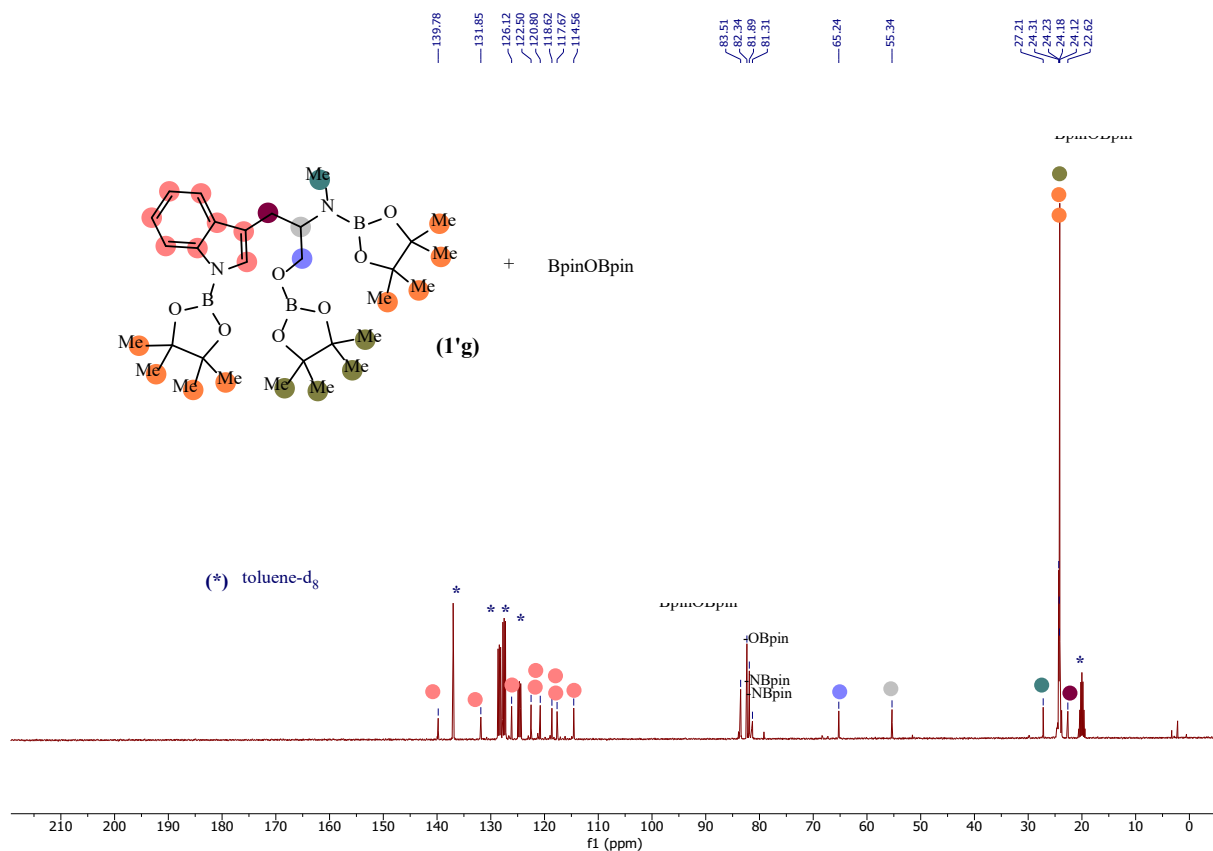 139.78
131.85
126.12
122.50
120.80
118.62
117.67
114.56
83.51
82.34
81.89
81.31
65.24
55.34
27.21
24.31
24.23
24.18
24.12
22.62
BpinOBpin
Me
N
B
O
O
Me
Me
Me
Me
N
B
O
O
Me
Me
Me
Me
O
B
O
O
Me
Me
Me
Me
+ BpinOBpin
(1'g)
(*) toluene-d8
*
* *
*
BpinOBpin
-OBpin
-NBpin
-NBpin
*
210 200 190 180 170 160 150 140 130 120 110 100 90 80 70 60 50 40 30 20 10 0
f1 (ppm)